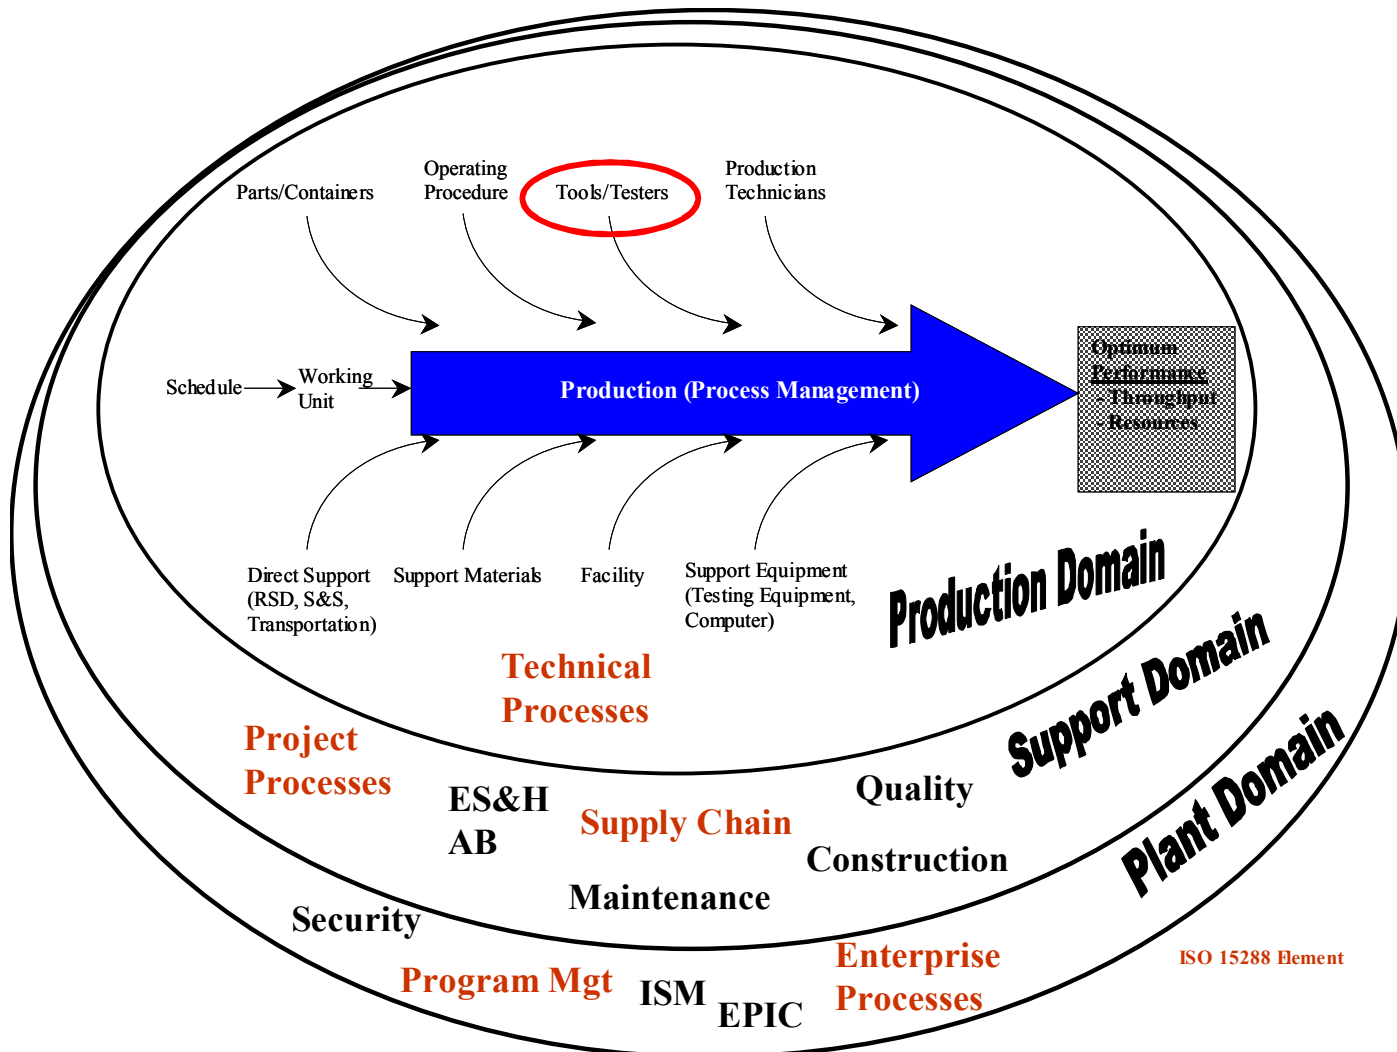 Parts/Containers
Operating
Procedure
Tools/Testers
Production
Technicians
Schedule
Working
Unit
Production (Process Management)
Optimum
Performance
- Throughput
- Resources
Direct Support
(RSD, S&S,
Transportation)
Support Materials
Facility
Support Equipment
(Testing Equipment,
Computer)
Production Domain
Technical
Processes
Support Domain
Project
Processes
ES&H
AB
Supply Chain
Quality
Construction
Maintenance
Plant Domain
Security
Program Mgt
ISM
EPIC
Enterprise
Processes
ISO 15288 Element